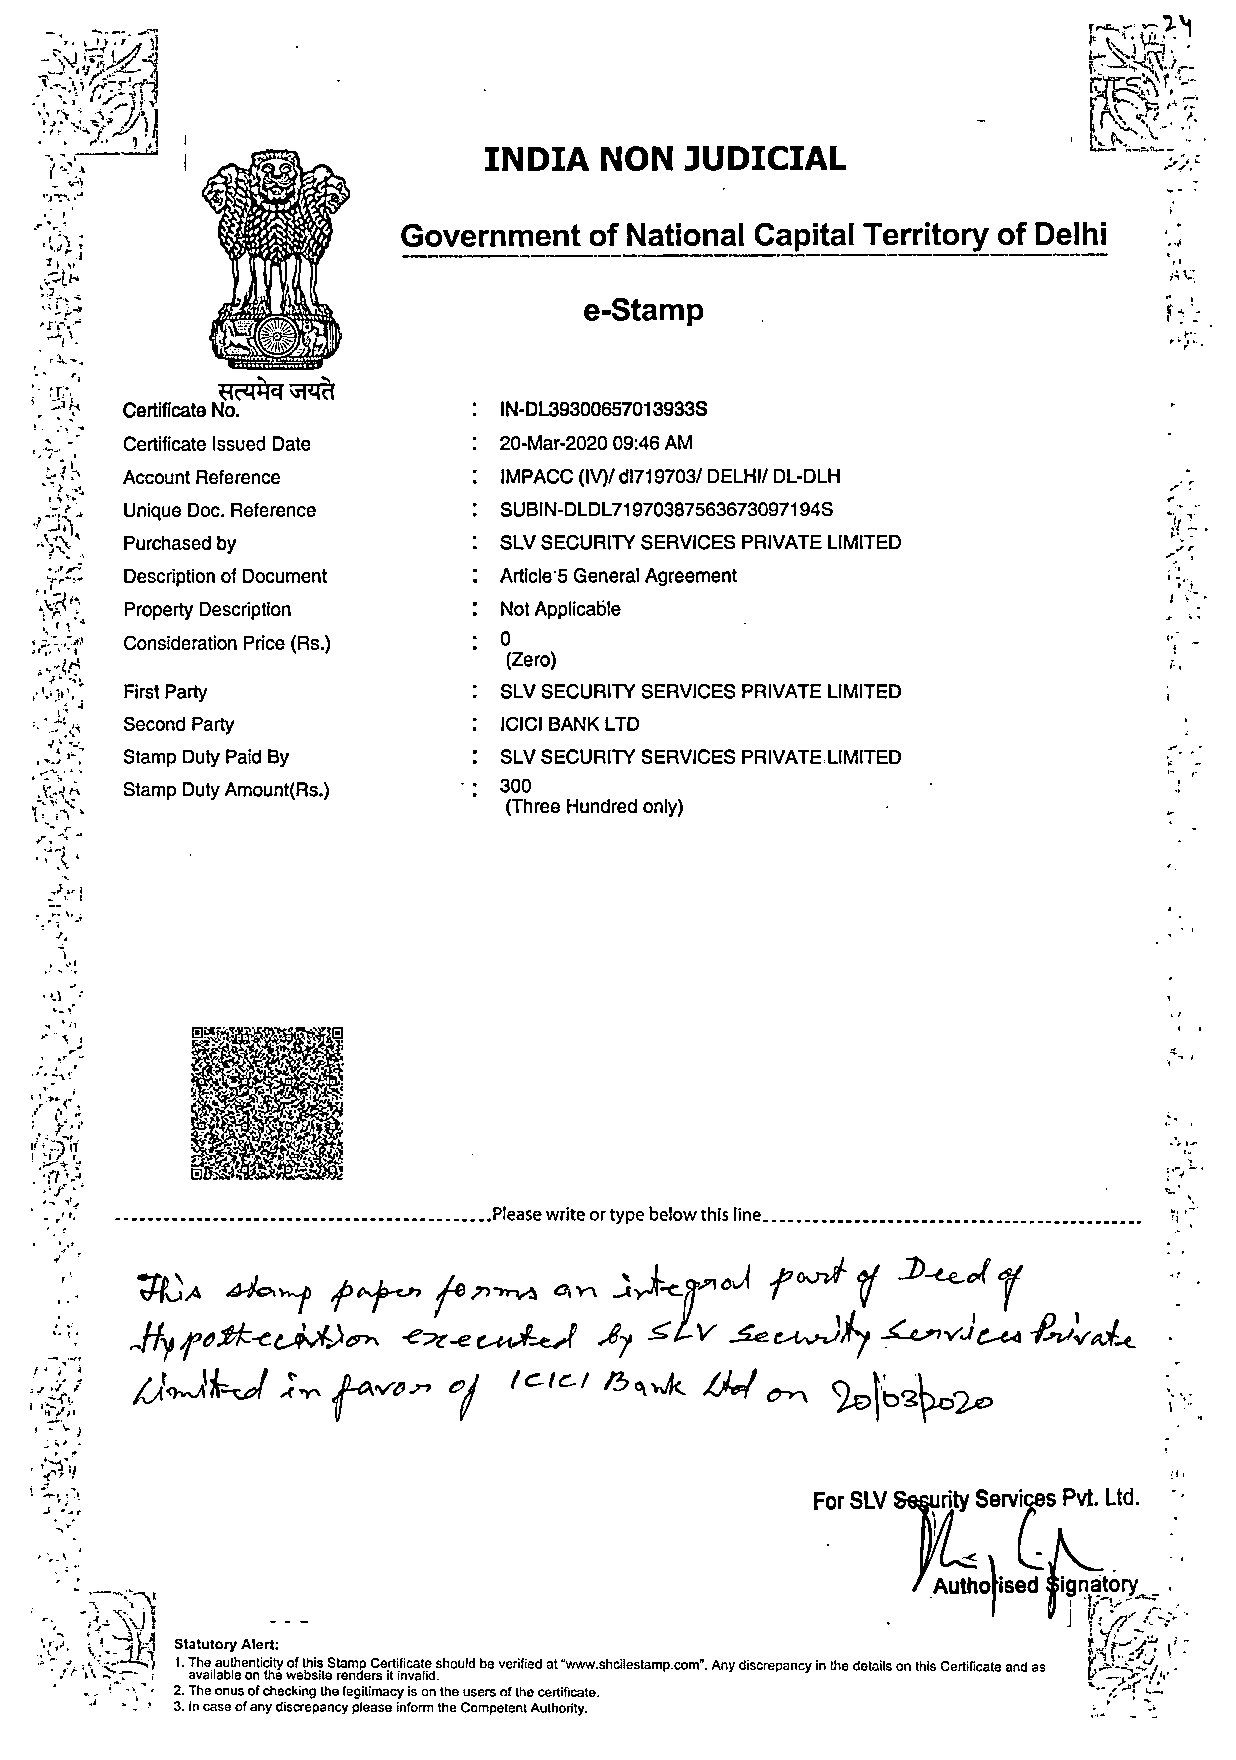 24
INDIA NON JUDICIAL
Government of National Capital Territory of Delhi
e-Stamp
सत्यमेव जयते
Certificate No. : IN-DL39300657013933S
Certificate Issued Date : 20-Mar-2020 09:46 AM
Account Reference : IMPACC (IV)/ dl719703/ DELHI/ DL-DLH
Unique Doc. Reference : SUBIN-DLDL71970387563673097194S
Purchased by : SLV SECURITY SERVICES PRIVATE LIMITED
Description of Document : Article 5 General Agreement
Property Description : Not Applicable
Consideration Price (Rs.) : 0
(Zero)
First Party : SLV SECURITY SERVICES PRIVATE LIMITED
Second Party : ICICI BANK LTD
Stamp Duty Paid By : SLV SECURITY SERVICES PRIVATE LIMITED
Stamp Duty Amount(Rs.) : 300
(Three Hundred only)
Please write or type below this line
This stamp paper forms an integral part of Deed of
Hypothecation executed by SLV Security Services Private
Limited in favor of ICICI Bank Ltd on 20/03/2020
For SLV Security Services Pvt. Ltd.
Authorised Signatory
Statutory Alert:
1. The authenticity of this Stamp Certificate should be verified at "www.shcilestamp.com". Any discrepancy in the details on this Certificate and as
available on the website renders it invalid.
2. The onus of checking the legitimacy is on the users of the certificate.
3. In case of any discrepancy please inform the Competent Authority.